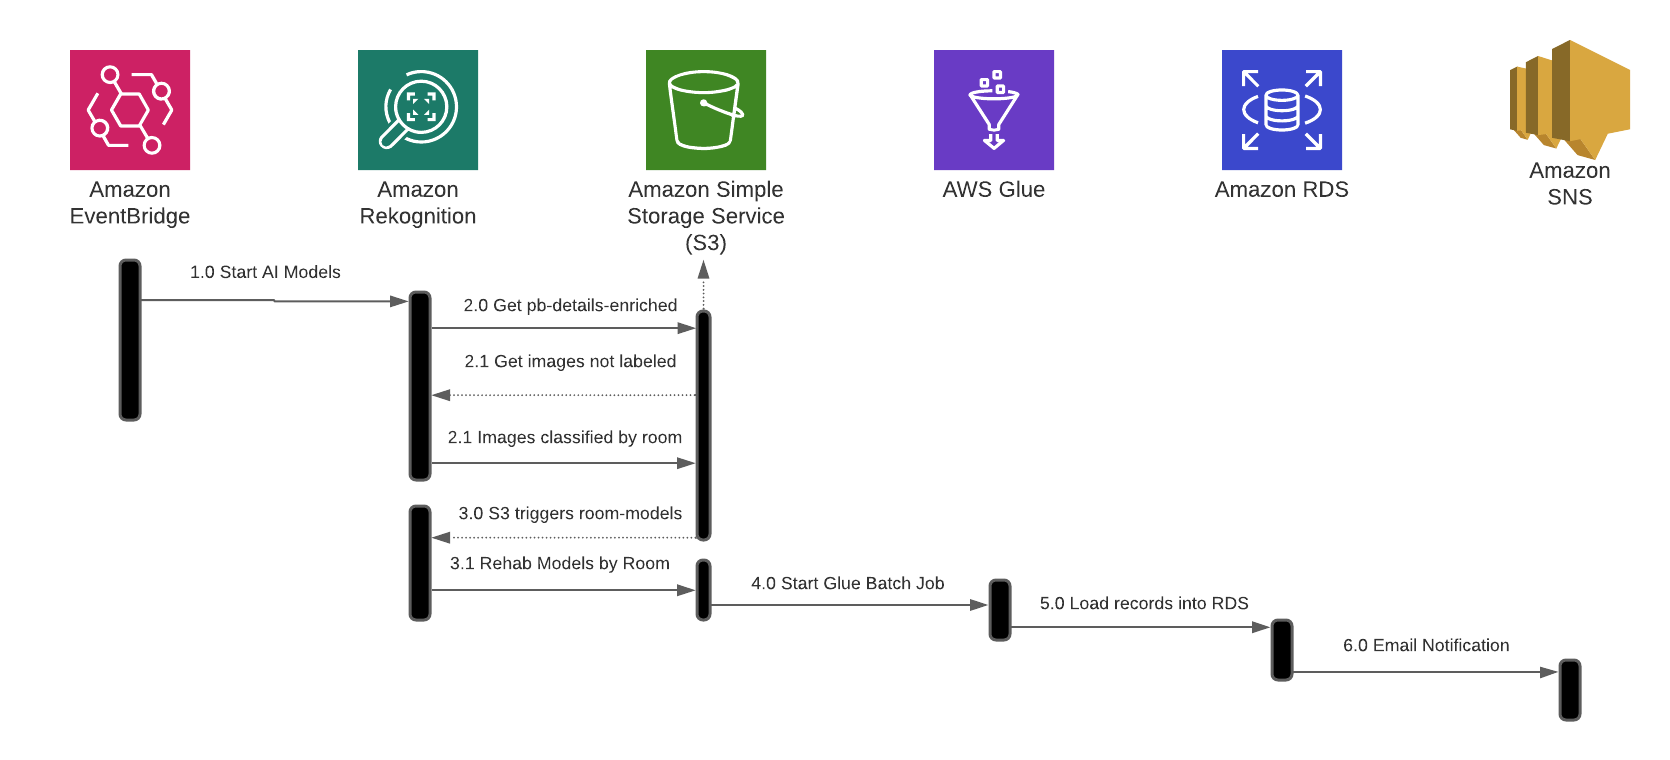 Amazon
EventBridge
Amazon
Rekognition
Amazon Simple
Storage Service
(S3)
AWS Glue
Amazon RDS
Amazon
SNS
1.0 Start AI Models
2.0 Get pb-details-enriched
2.1 Get images not labeled
2.1 Images classified by room
3.0 S3 triggers room-models
3.1 Rehab Models by Room
4.0 Start Glue Batch Job
5.0 Load records into RDS
6.0 Email Notification